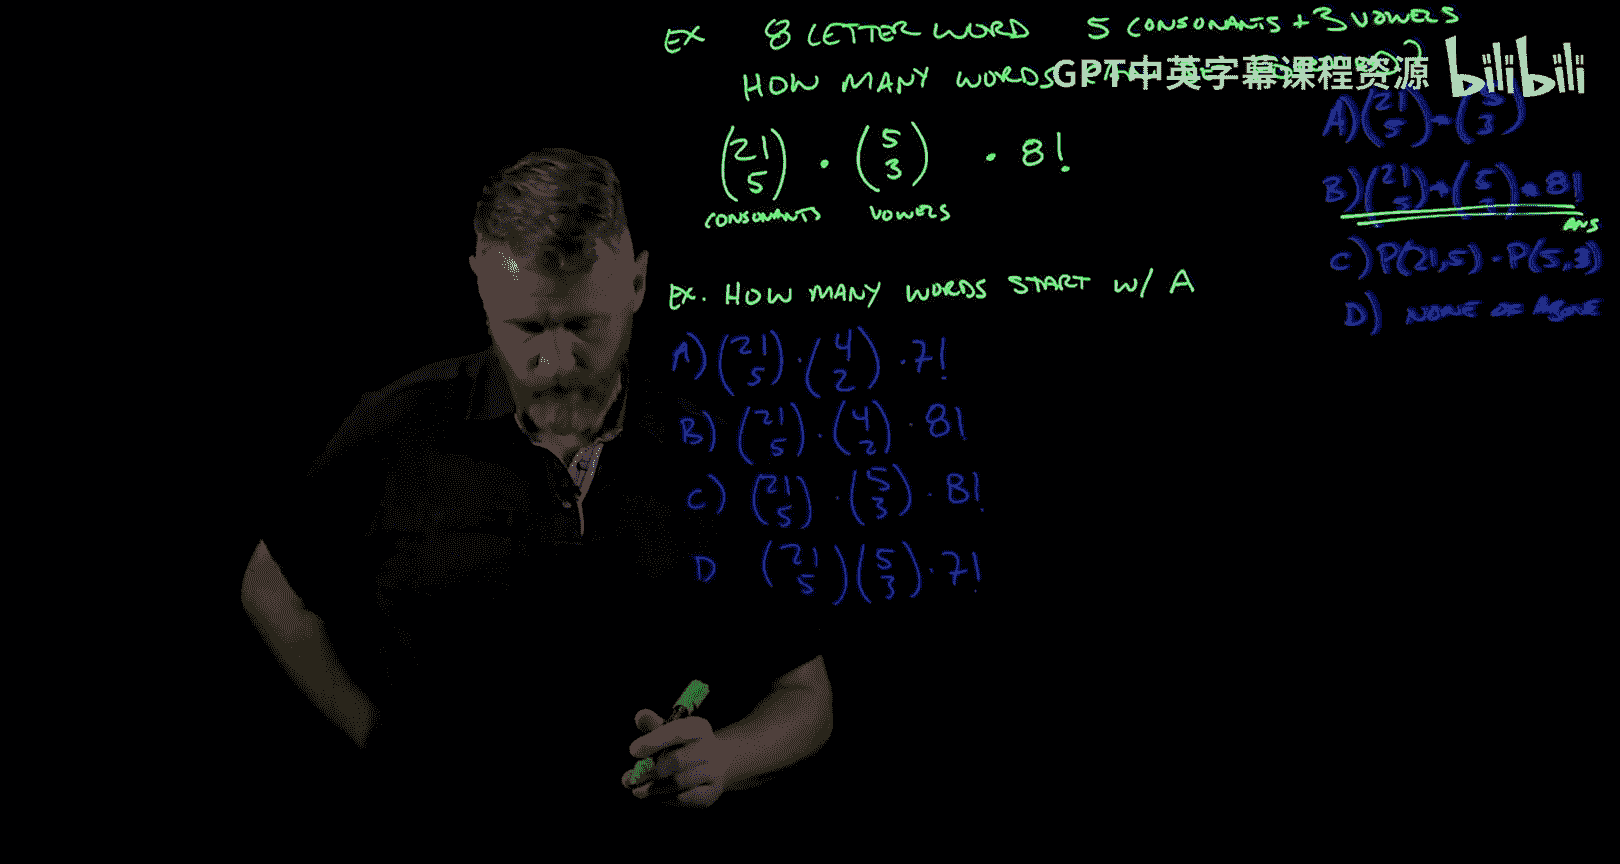 EX 8 LETTER WORD 5 CONSONANTS + 3 VOWELS
HOW MANY WORDS
GPT中英字幕课程资源 bilibili
(21 5) · (5 3) · 8!
CONSONANTS VOWELS
A) (21 5) · (5 3)
B) (21 5) · (5 3) · 8!
ANS
C) P(21,5) · P(5,3)
D) NONE OF ABOVE
EX. HOW MANY WORDS START W/ A
A) (21 5) · (4 2) · 7!
B) (21 5) · (4 2) · 8!
C) (21 5) · (5 3) · 8!
D (21 5) (5 3) · 7!